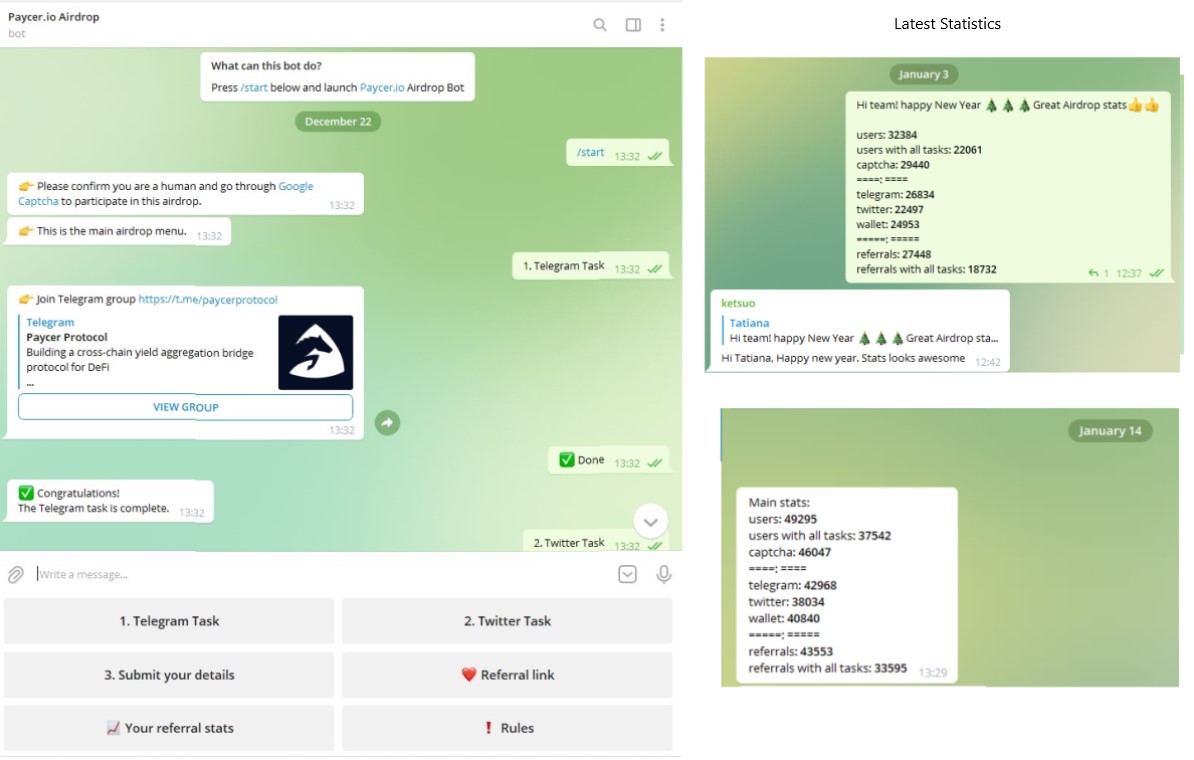 Paycer.io Airdrop
bot
What can this bot do?
Press /start below and launch Paycer.io Airdrop Bot
December 22
/start 13:32
👉 Please confirm you are a human and go through Google
Captcha to participate in this airdrop. 13:32
👉 This is the main airdrop menu. 13:32
1. Telegram Task 13:32
👉 Join Telegram group https://t.me/paycerprotocol
Telegram
Paycer Protocol
Building a cross-chain yield aggregation bridge
protocol for DeFi
...
VIEW GROUP
13:32
✅ Done 13:32
✅ Congratulations!
The Telegram task is complete. 13:32
2. Twitter Task 13:32
Write a message...
1. Telegram Task
2. Twitter Task
3. Submit your details
❤️ Referral link
📈 Your referral stats
❗ Rules
Latest Statistics
January 3
Hi team! happy New Year 🎄 🎄 🎄 Great Airdrop stats👍👍
users: 32384
users with all tasks: 22061
captcha: 29440
====: ====
telegram: 26834
twitter: 22497
wallet: 24953
=====: =====
referrals: 27448
referrals with all tasks: 18732
1 12:37
ketsuo
Tatiana
Hi team! happy New Year 🎄 🎄 🎄 Great Airdrop sta...
Hi Tatiana, Happy new year. Stats looks awesome 12:42
January 14
Main stats:
users: 49295
users with all tasks: 37542
captcha: 46047
====: ====
telegram: 42968
twitter: 38034
wallet: 40840
=====: =====
referrals: 43553
referrals with all tasks: 33595 13:29